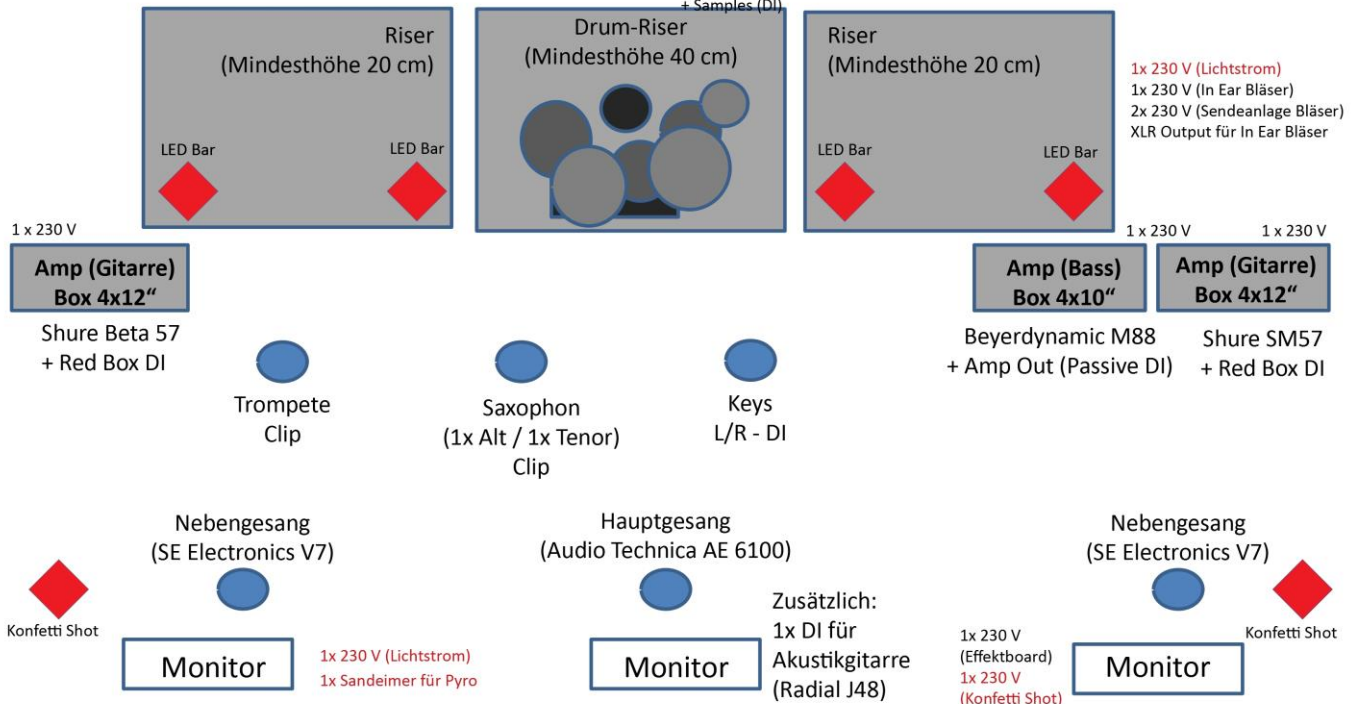 + Samples (DI)
Riser
(Mindesthöhe 20 cm)
LED Bar
LED Bar
Drum-Riser
(Mindesthöhe 40 cm)
Riser
(Mindesthöhe 20 cm)
LED Bar
LED Bar
1x 230 V (Lichtstrom)
1x 230 V (In Ear Bläser)
2x 230 V (Sendeanlage Bläser)
XLR Output für In Ear Bläser
1 x 230 V
Amp (Gitarre)
Box 4x12“
Shure Beta 57
+ Red Box DI
1 x 230 V
Amp (Bass)
Box 4x10“
Beyerdynamic M88
+ Amp Out (Passive DI)
1 x 230 V
Amp (Gitarre)
Box 4x12“
Shure SM57
+ Red Box DI
Trompete
Clip
Saxophon
(1x Alt / 1x Tenor)
Clip
Keys
L/R - DI
Nebengesang
(SE Electronics V7)
Hauptgesang
(Audio Technica AE 6100)
Nebengesang
(SE Electronics V7)
Konfetti Shot
Monitor
1x 230 V (Lichtstrom)
1x Sandeimer für Pyro
Monitor
Zusätzlich:
1x DI für
Akustikgitarre
(Radial J48)
1x 230 V
(Effektboard)
1x 230 V
(Konfetti Shot)
Monitor
Konfetti Shot